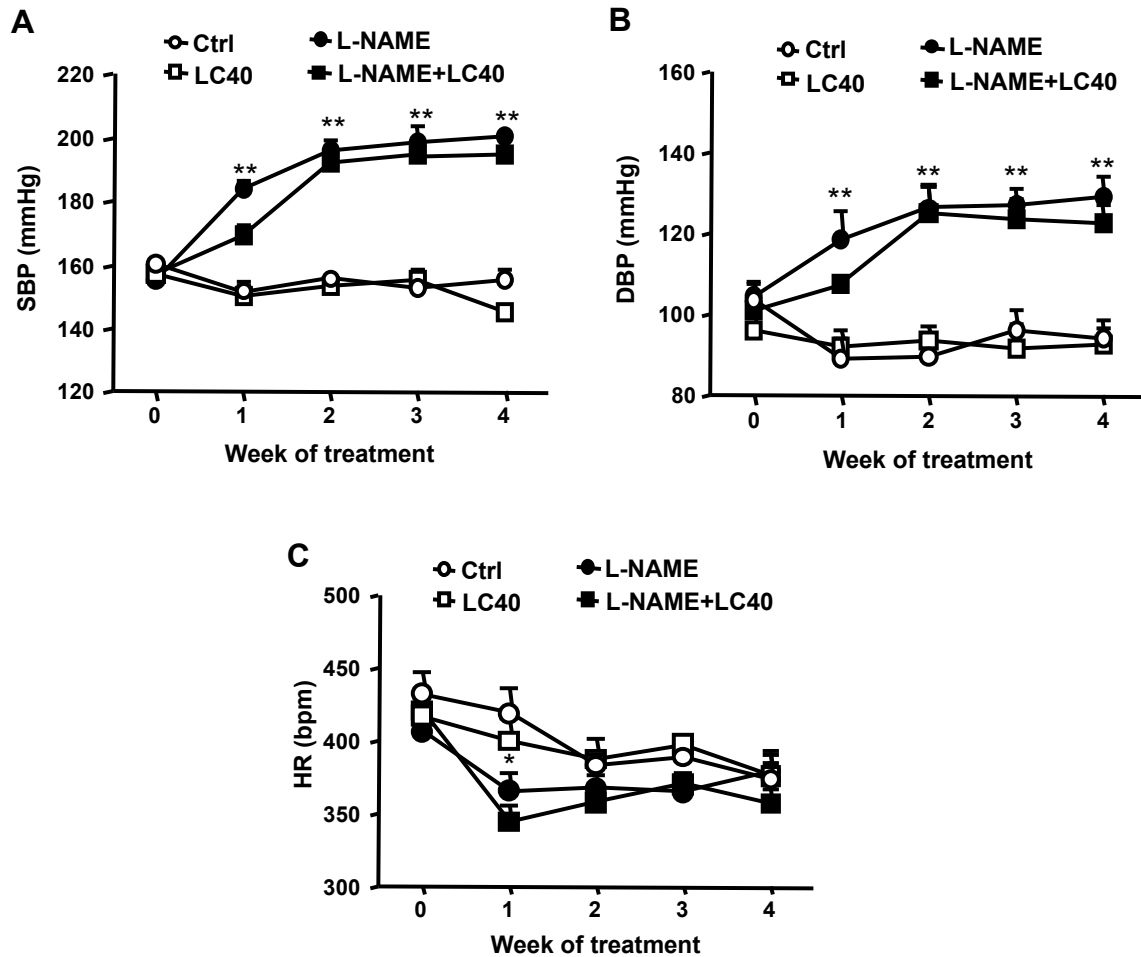 A
Ctrl L-NAME
LC40 L-NAME+LC40
220
200
180
160
140
120
SBP (mmHg)
** ** ** **
0 1 2 3 4
Week of treatment
B
Ctrl L-NAME
LC40 L-NAME+LC40
160
140
120
100
80
DBP (mmHg)
** ** ** **
0 1 2 3 4
Week of treatment
C
Ctrl L-NAME
LC40 L-NAME+LC40
500
450
400
350
300
HR (bpm)
*
0 1 2 3 4
Week of treatment